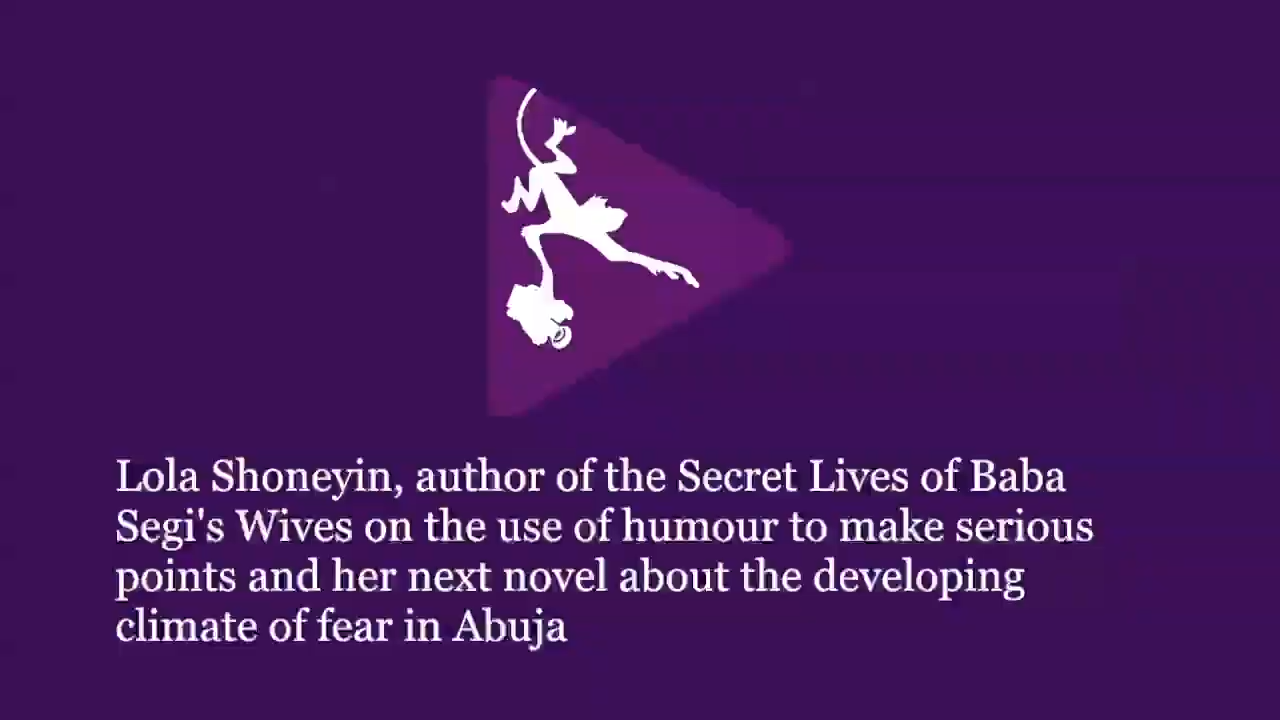 Lola Shoneyin, author of the Secret Lives of Baba
Segi's Wives on the use of humour to make serious
points and her next novel about the developing
climate of fear in Abuja